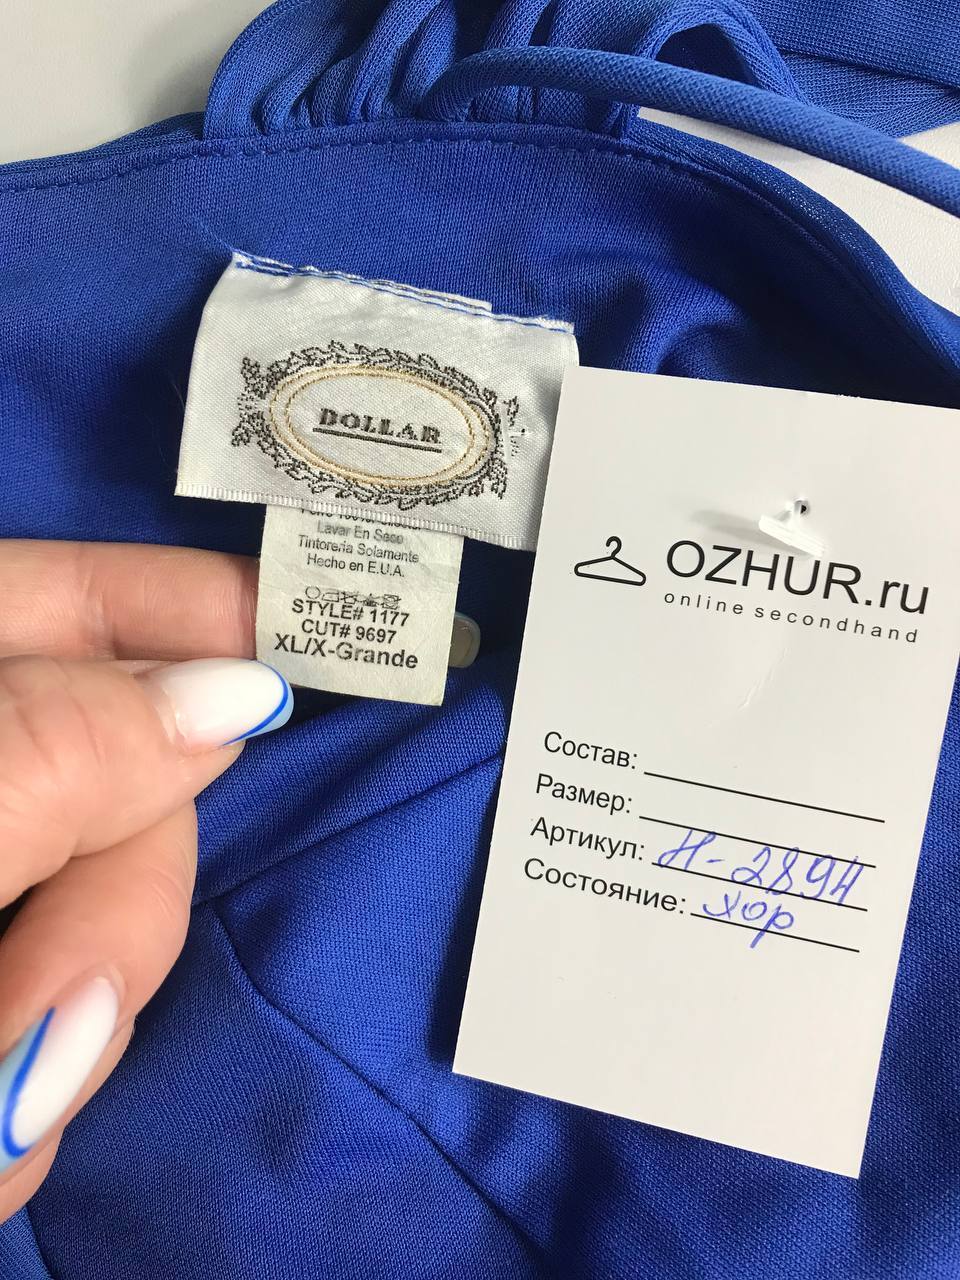 DOLLAR
Lavar En Seco
Tintoreria Solamente
Hecho en E.U.A.
STYLE# 1177
CUT# 9697
XL/X-Grande
OZHUR.ru
online secondhand
Состав:
Размер:
Артикул: Н-2894
Состояние: хор